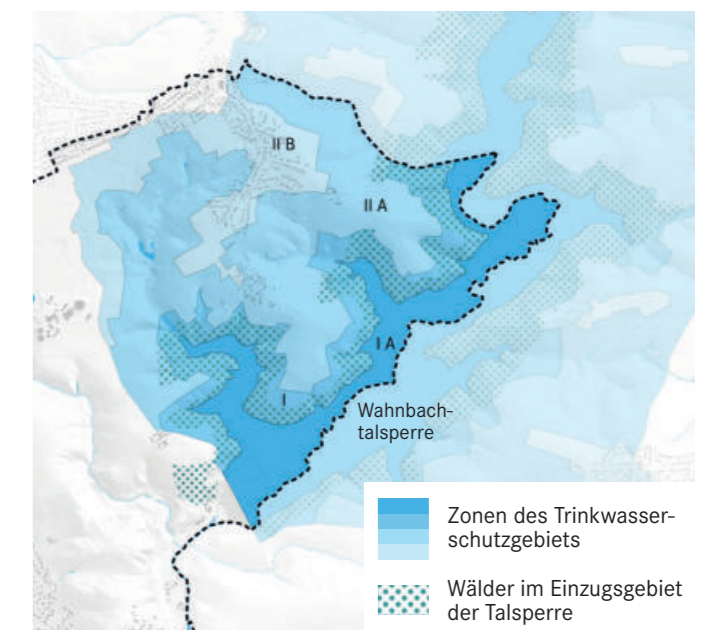 II B
II A
I A
I
Wahnbach-
talsperre
Zonen des Trinkwasser-
schutzgebiets
Wälder im Einzugsgebiet
der Talsperre